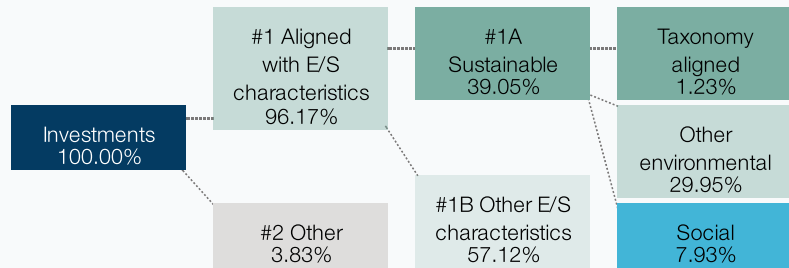 Investments
100.00%
#1 Aligned
with E/S
characteristics
96.17%
#2 Other
3.83%
#1A
Sustainable
39.05%
#1B Other E/S
characteristics
57.12%
Taxonomy
aligned
1.23%
Other
environmental
29.95%
Social
7.93%